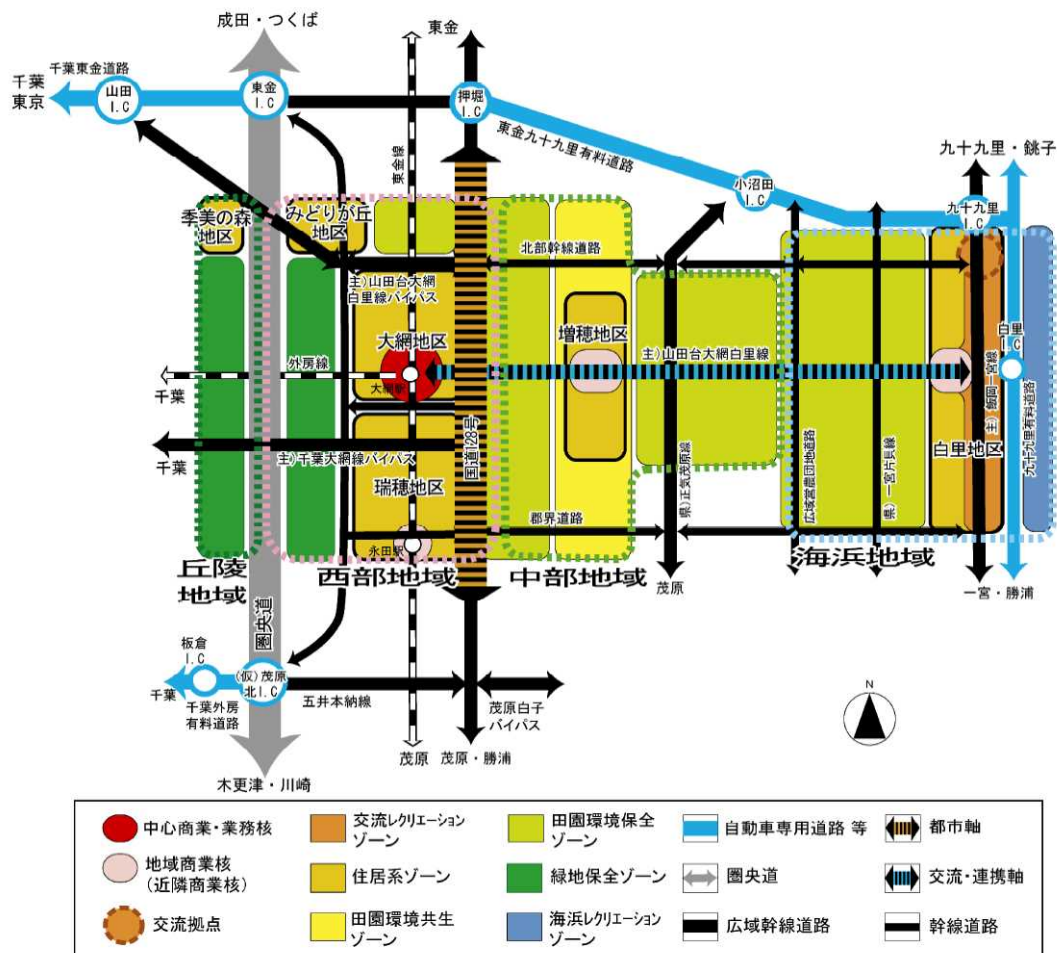 成田・つくば
東金
千葉東金道路
千葉
東京
山田
I.C
東金
I.C
押堀
I.C
東金九十九里有料道路
東金線
小沼田
I.C
九十九里・銚子
九十九里
I.C
季美の森
地区
みどりが丘
地区
北部幹線道路
主)山田台大網
白里線バイパス
大網地区
増穂地区
外房線
大網駅
主)山田台大網白里線
白里
I.C
千葉
国道128号
千葉
主)千葉大網線バイパス
瑞穂地区
県)正気茂原線
広域営農団地道路
県)一宮片貝線
主)飯岡一宮線
九十九里有料道路
白里地区
郡界道路
永田駅
丘陵
地域
西部地域
中部地域
海浜地域
茂原
一宮・勝浦
圏央道
板倉
I.C
(仮)茂原
北I.C
千葉
千葉外房
有料道路
五井本納線
茂原白子
バイパス
茂原
茂原・勝浦
木更津・川崎
N
中心商業・業務核
交流レクリエーション
ゾーン
田園環境保全
ゾーン
自動車専用道路 等
都市軸
地域商業核
(近隣商業核)
住居系ゾーン
緑地保全ゾーン
圏央道
交流・連携軸
交流拠点
田園環境共生
ゾーン
海浜レクリエーション
ゾーン
広域幹線道路
幹線道路